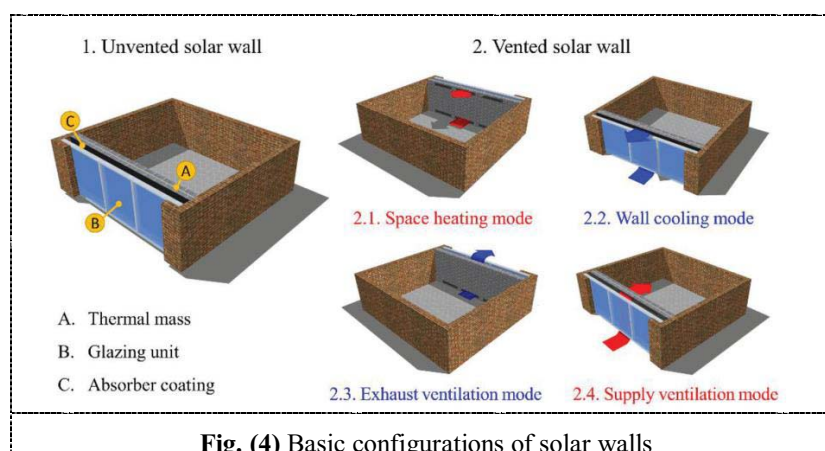 1. Unvented solar wall
2. Vented solar wall
C
A
B
2.1. Space heating mode
2.2. Wall cooling mode
A. Thermal mass
B. Glazing unit
C. Absorber coating
2.3. Exhaust ventilation mode
2.4. Supply ventilation mode
Fig. (4) Basic configurations of solar walls